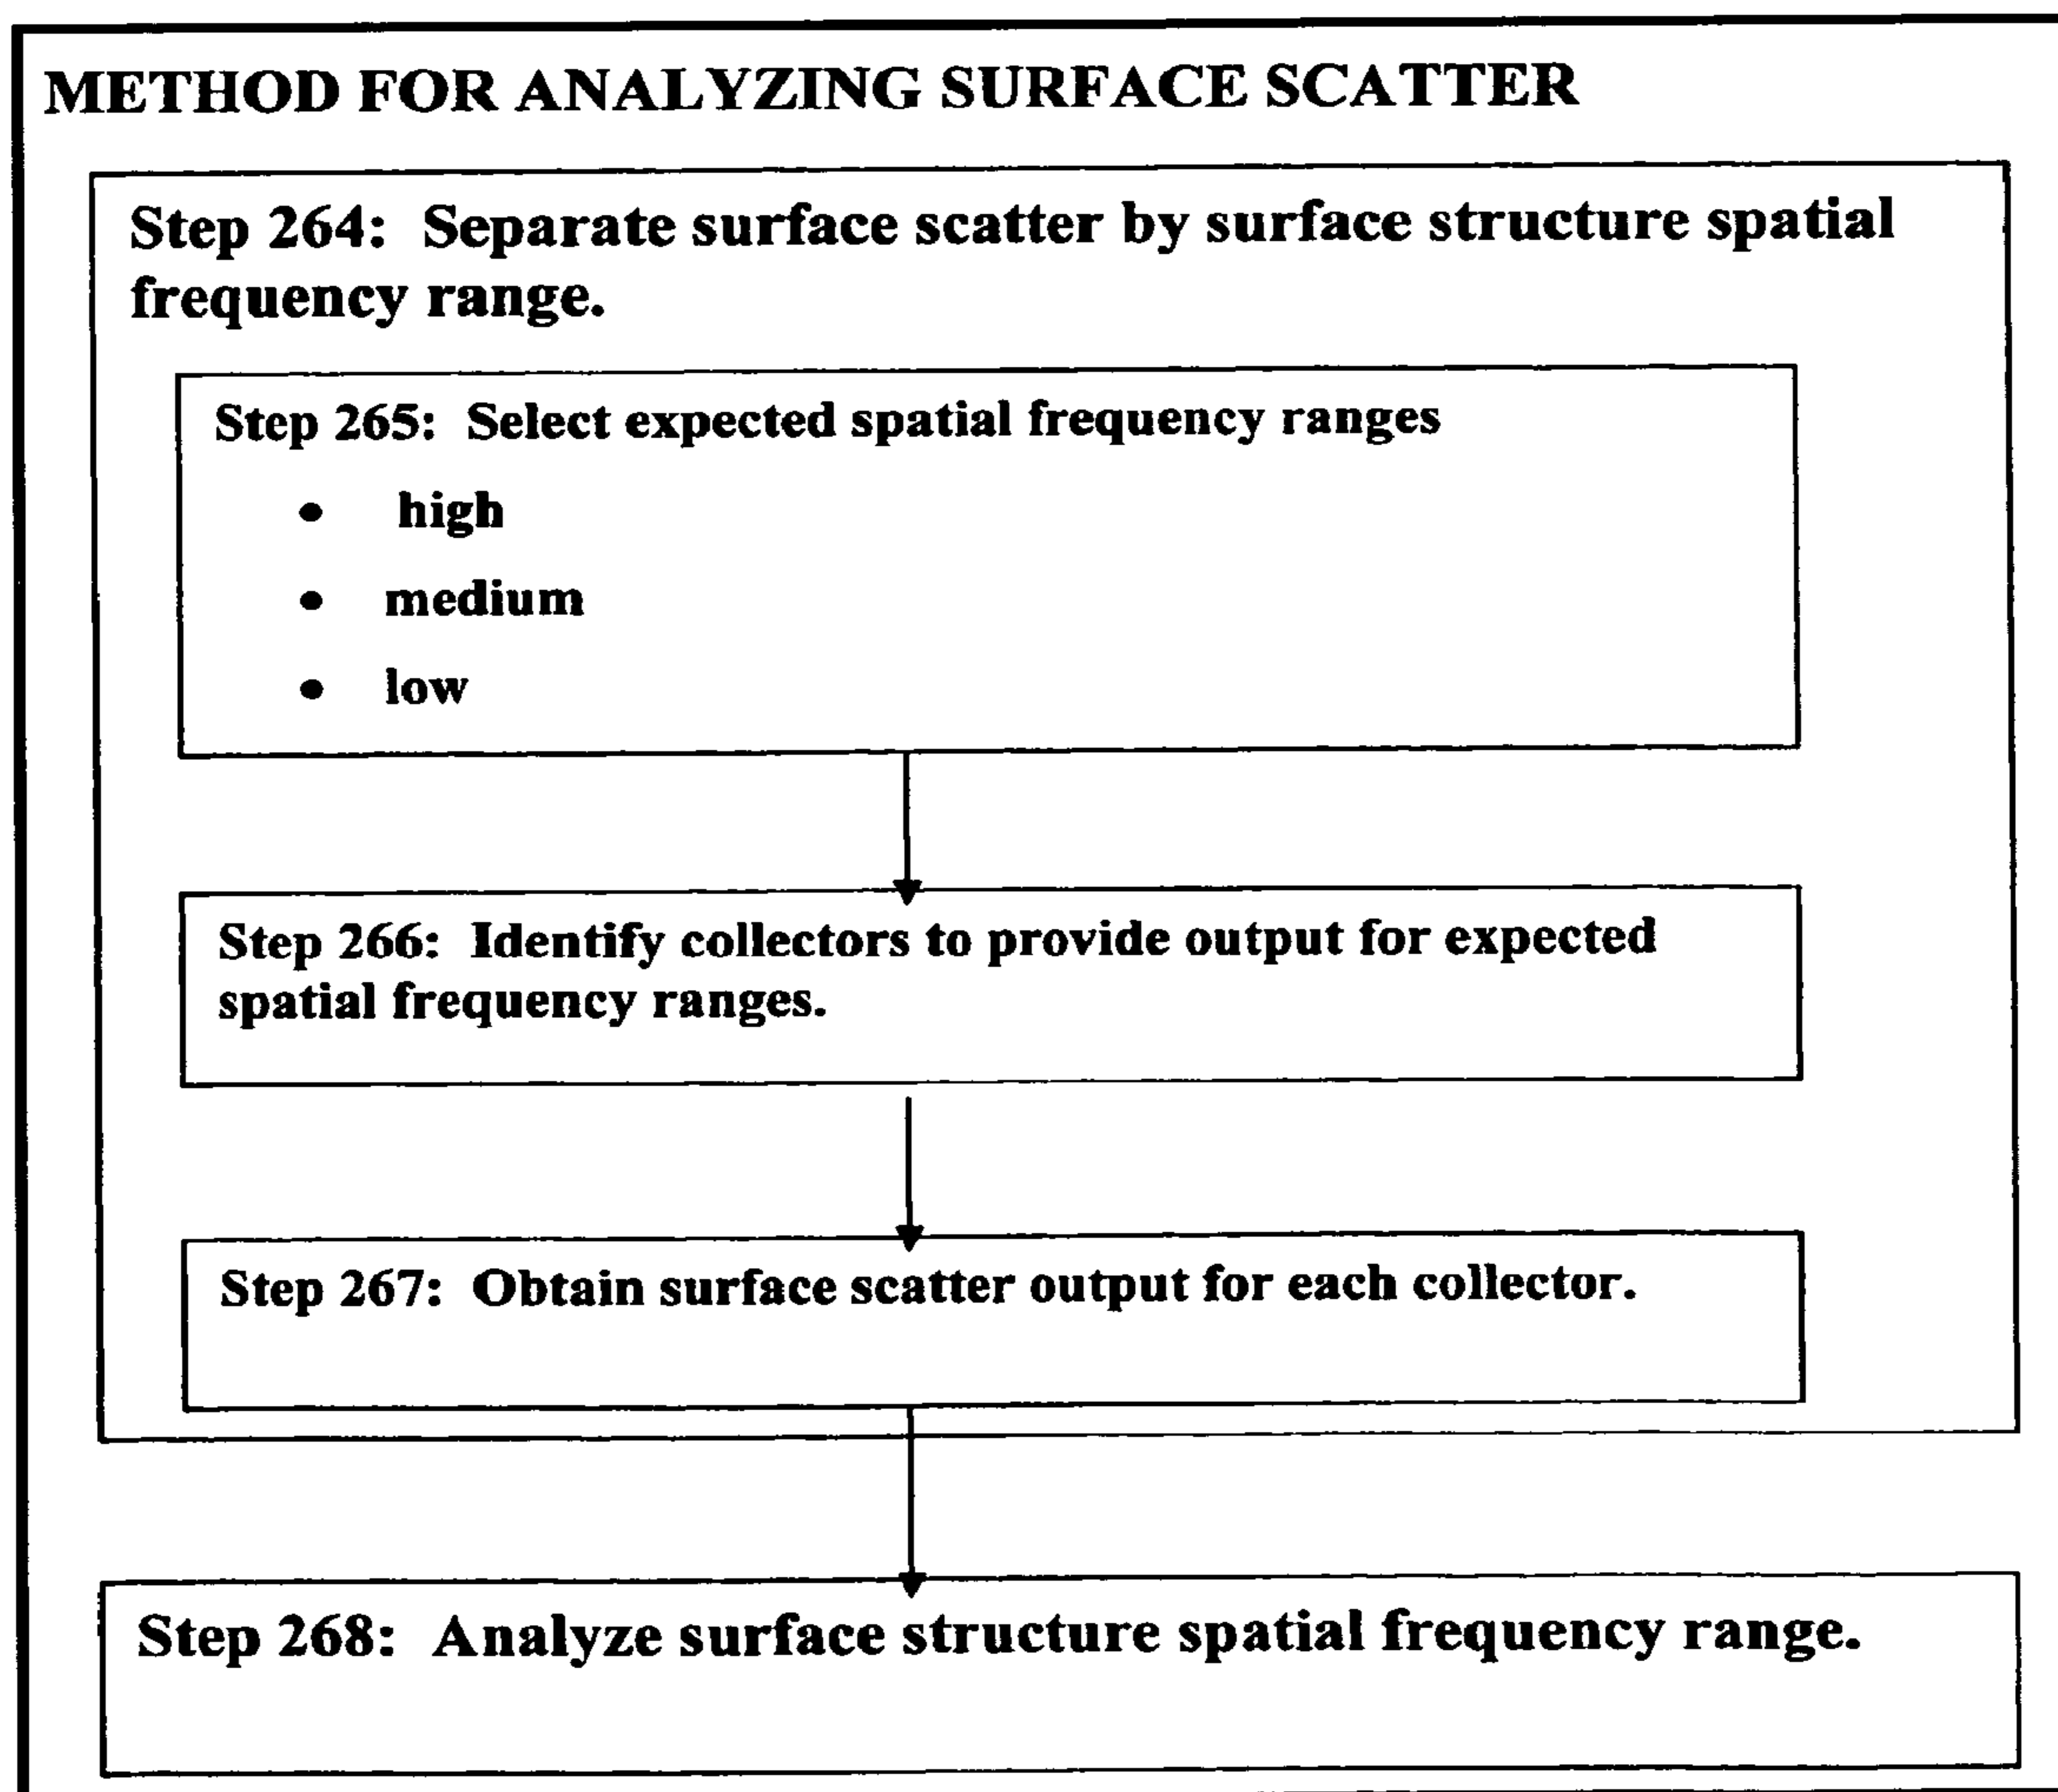 METHOD FOR ANALYZING SURFACE SCATTER
Step 264: Separate surface scatter by surface structure spatial
frequency range.
Step 265: Select expected spatial frequency ranges
• high
• medium
• low
Step 266: Identify collectors to provide output for expected
spatial frequency ranges.
Step 267: Obtain surface scatter output for each collector.
Step 268: Analyze surface structure spatial frequency range.